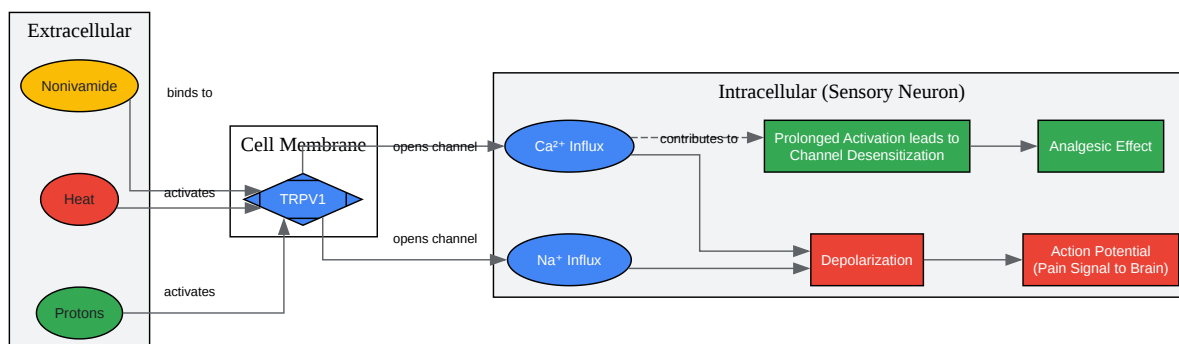 Extracellular
Nonivamide
Heat
Protons
binds to
activates
activates
Cell Membrane
TRPV1
opens channel
opens channel
Intracellular (Sensory Neuron)
Ca²⁺ Influx
contributes to
Prolonged Activation leads to
Channel Desensitization
Analgesic Effect
Na⁺ Influx
Depolarization
Action Potential
(Pain Signal to Brain)